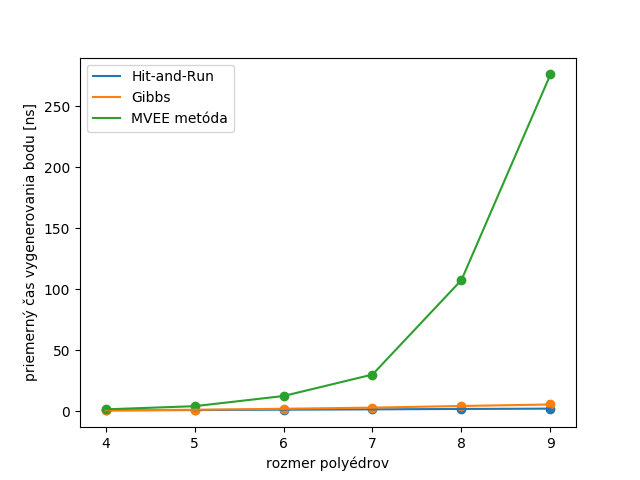 Hit-and-Run
Gibbs
MVEE metóda
priemerný čas vygenerovania bodu [ns]
250
200
150
100
50
0
4 5 6 7 8 9
rozmer polyédrov